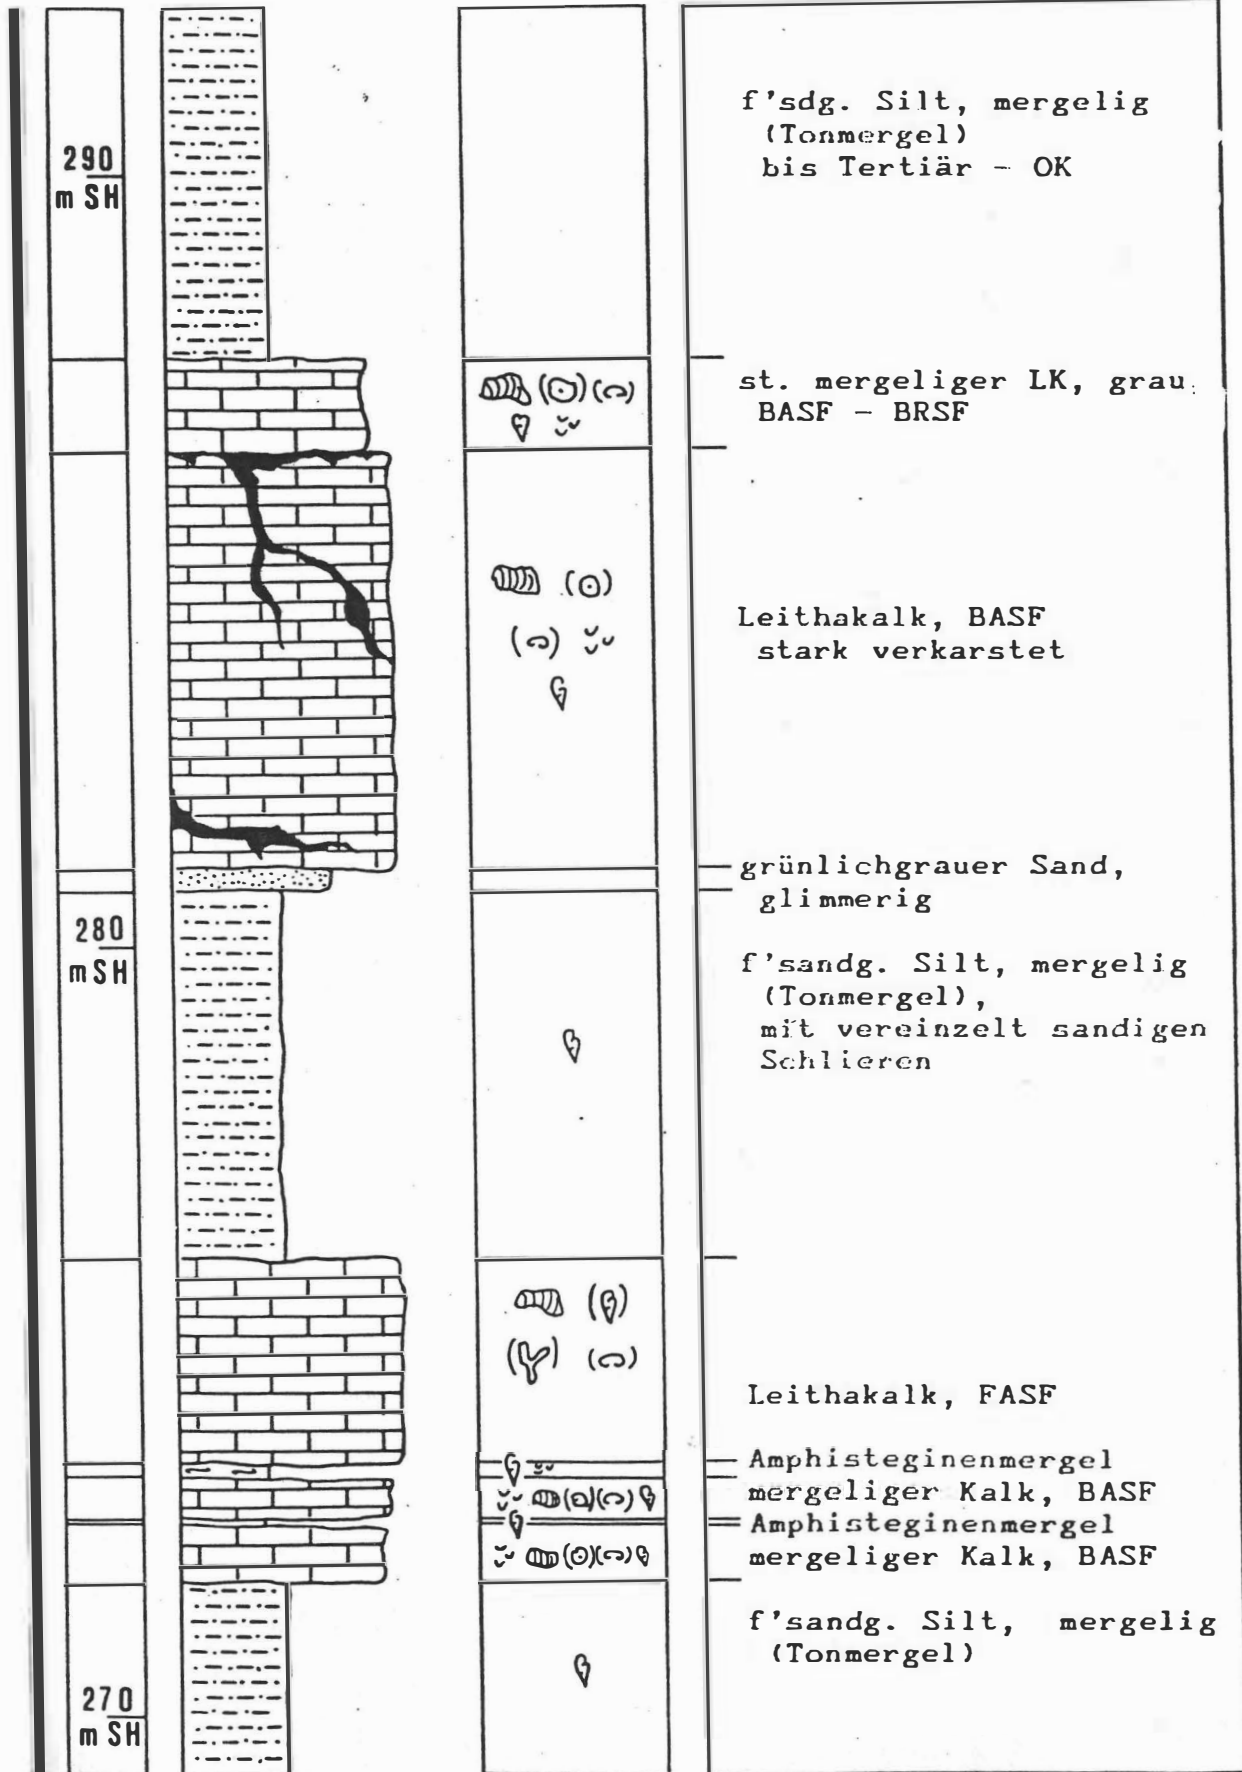 f'sdg. Silt, mergelig
(Tonmergel)
bis Tertiär - OK
290
m SH
st. mergeliger LK, grau
BASF - BRSF
Leithakalk, BASF
stark verkarstet
grünlichgrauer Sand,
glimmerig
280
m SH
f'sandg. Silt, mergelig
(Tonmergel),
mit vereinzelt sandigen
Schlieren
Leithakalk, FASF
Amphisteginenmergel
mergeliger Kalk, BASF
Amphisteginenmergel
mergeliger Kalk, BASF
f'sandg. Silt, mergelig
(Tonmergel)
270
m SH